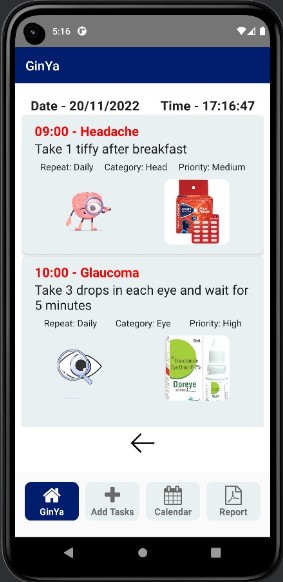 5:16
GinYa
Date - 20/11/2022 Time - 17:16:47
09:00 - Headache
Take 1 tiffy after breakfast
Repeat: Daily Category: Head Priority: Medium
10:00 - Glaucoma
Take 3 drops in each eye and wait for
5 minutes
Repeat: Daily Category: Eye Priority: High
Doreye
GinYa Add Tasks Calendar Report